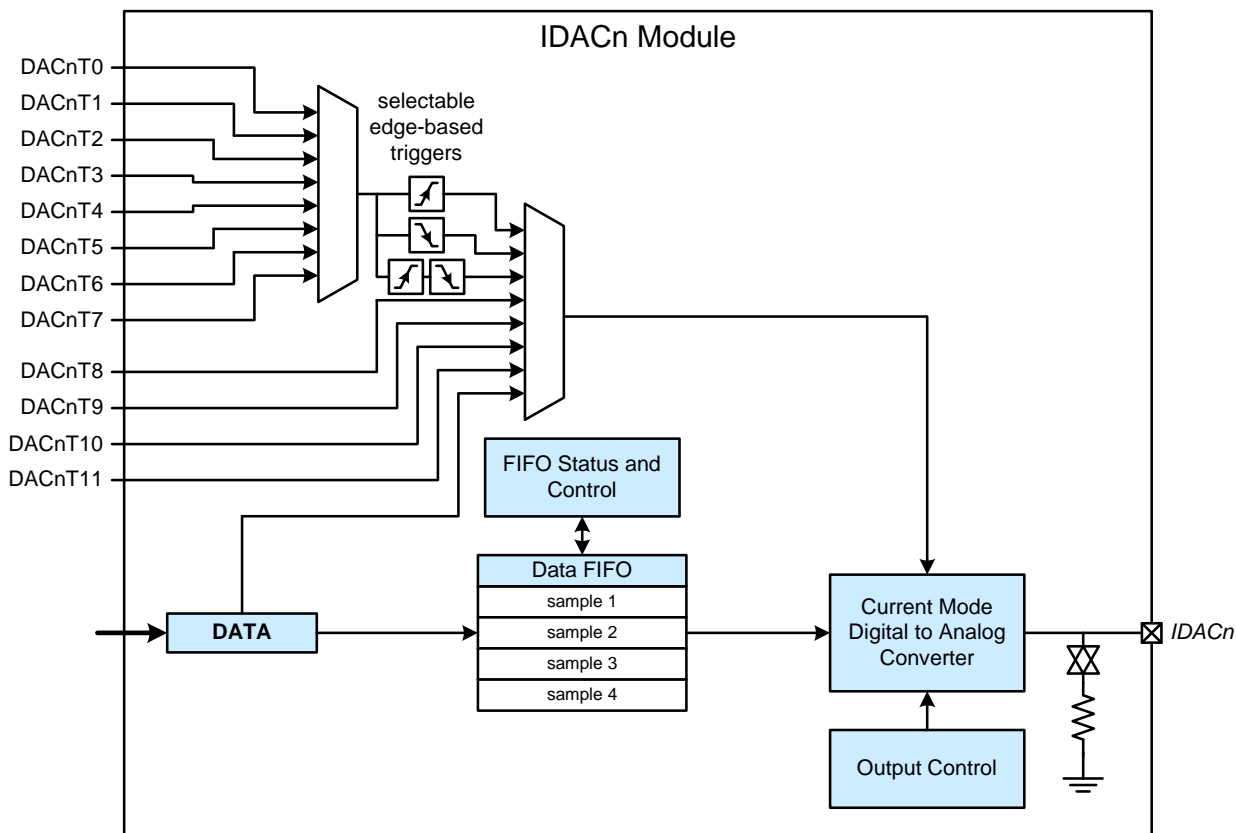 IDACn Module
DACnT0
DACnT1
DACnT2
DACnT3
DACnT4
DACnT5
DACnT6
DACnT7
DACnT8
DACnT9
DACnT10
DACnT11
selectable
edge-based
triggers
FIFO Status and
Control
Data FIFO
sample 1
sample 2
sample 3
sample 4
DATA
Current Mode
Digital to Analog
Converter
IDACn
Output Control